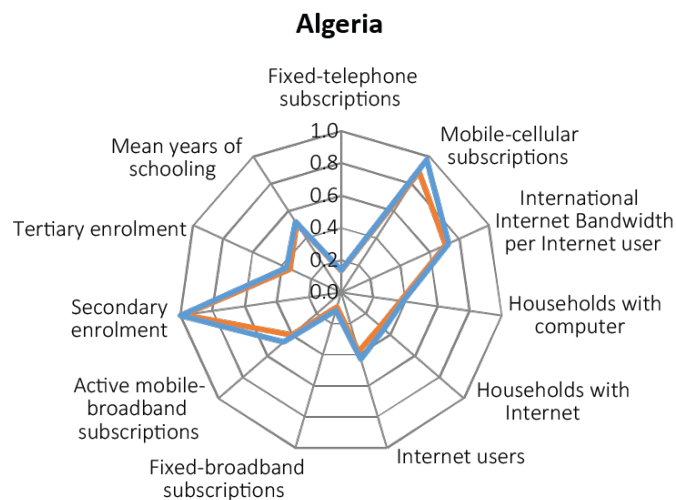 Algeria
Fixed-telephone
subscriptions
Mobile-cellular
subscriptions
International
Internet Bandwidth
per Internet user
Households with
computer
Households with
Internet
Internet users
Fixed-broadband
subscriptions
Active mobile-
broadband
subscriptions
Secondary
enrolment
Tertiary enrolment
Mean years of
schooling
1.0
0.8
0.6
0.4
0.2
0.0